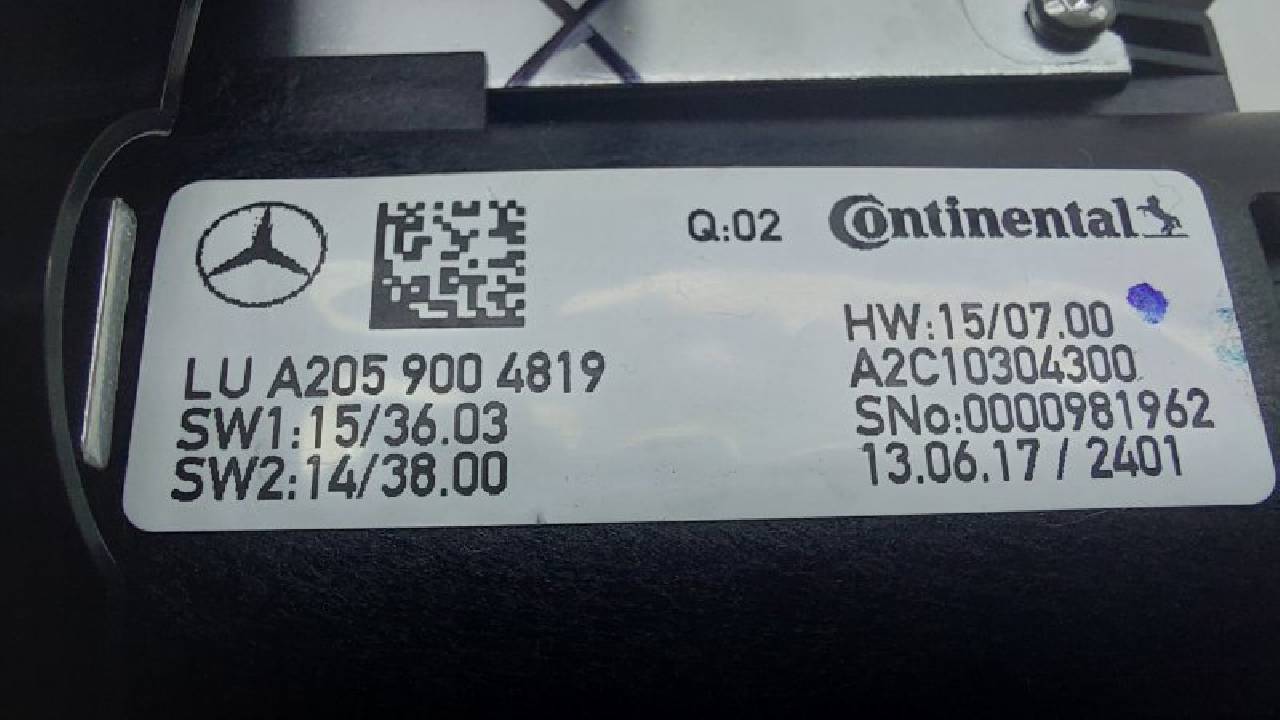 Q:02 Continental
LU A205 900 4819
SW1:15/36.03
SW2:14/38.00
HW:15/07.00
A2C10304300
SNo:0000981962
13.06.17 / 2401